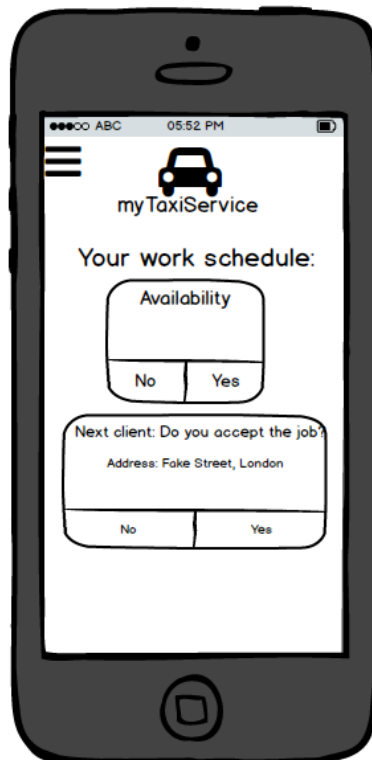 ABC 05:52 PM
myTaxiService
Your work schedule:
Availability
No Yes
Next client: Do you accept the job?
Address: Fake Street, London
No Yes